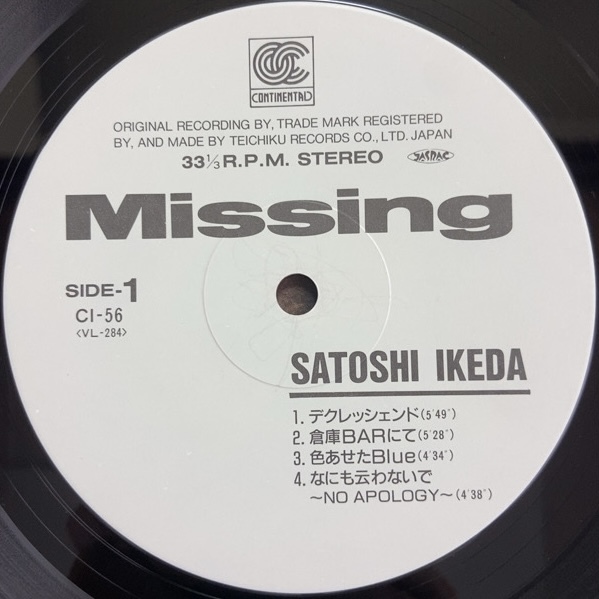 CONTINENTAL
ORIGINAL RECORDING BY, TRADE MARK REGISTERED
BY, AND MADE BY TEICHIKU RECORDS CO., LTD. JAPAN
33 1/3 R.P.M. STEREO JASRAC
Missing
SIDE-1
CI-56
<VL-284>
SATOSHI IKEDA
1. デクレッシェンド(5'49")
2. 倉庫BARにて(5'28")
3. 色あせたBlue(4'34")
4. なにも云わないで
〜NO APOLOGY〜(4'38")